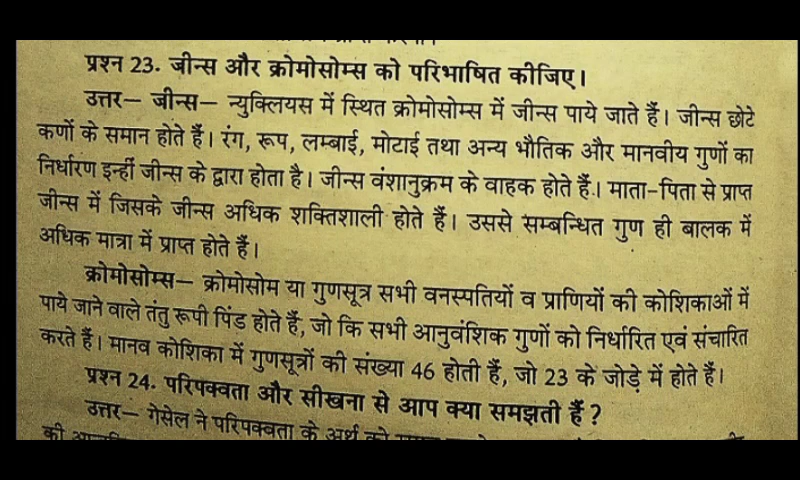 प्रश्न 23. जीन्स और क्रोमोसोम्स को परिभाषित कीजिए।
उत्तर— जीन्स— न्युक्लियस में स्थित क्रोमोसोम्स में जीन्स पाये जाते हैं। जीन्स छोटे
कणों के समान होते हैं। रंग, रूप, लम्बाई, मोटाई तथा अन्य भौतिक और मानवीय गुणों का
निर्धारण इन्हीं जीन्स के द्वारा होता है। जीन्स वंशानुक्रम के वाहक होते हैं। माता-पिता से प्राप्त
जीन्स में जिसके जीन्स अधिक शक्तिशाली होते हैं। उससे सम्बन्धित गुण ही बालक में
अधिक मात्रा में प्राप्त होते हैं।
क्रोमोसोम्स— क्रोमोसोम या गुणसूत्र सभी वनस्पतियों व प्राणियों की कोशिकाओं में
पाये जाने वाले तंतु रूपी पिंड होते हैं, जो कि सभी आनुवंशिक गुणों को निर्धारित एवं संचारित
करते हैं। मानव कोशिका में गुणसूत्रों की संख्या 46 होती हैं, जो 23 के जोड़े में होते हैं।
प्रश्न 24. परिपक्वता और सीखना से आप क्या समझती हैं ?
उत्तर— गेसेल ने परिपक्वता के अर्थ को
की